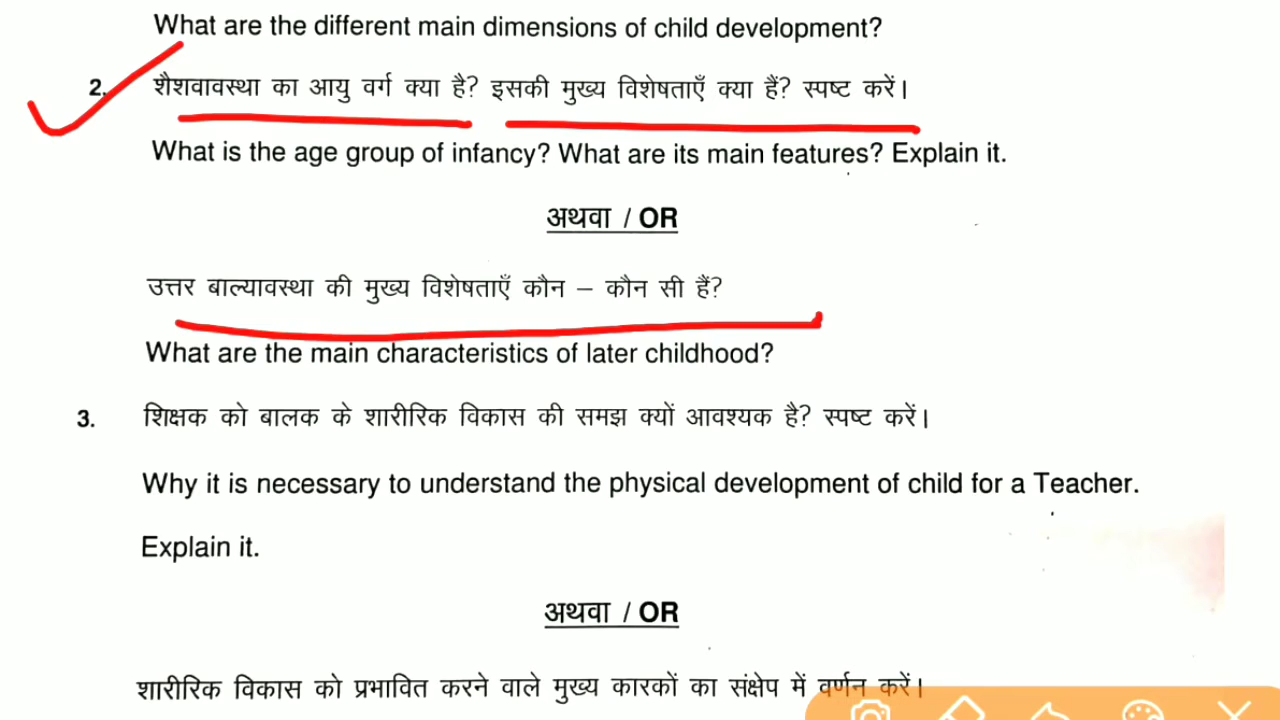 What are the different main dimensions of child development?
2. शैशवावस्था का आयु वर्ग क्या है? इसकी मुख्य विशेषताएँ क्या हैं? स्पष्ट करें।
What is the age group of infancy? What are its main features? Explain it.
अथवा / OR
उत्तर बाल्यावस्था की मुख्य विशेषताएँ कौन – कौन सी हैं?
What are the main characteristics of later childhood?
3. शिक्षक को बालक के शारीरिक विकास की समझ क्यों आवश्यक है? स्पष्ट करें।
Why it is necessary to understand the physical development of child for a Teacher.
Explain it.
अथवा / OR
शारीरिक विकास को प्रभावित करने वाले मुख्य कारकों का संक्षेप में वर्णन करें।